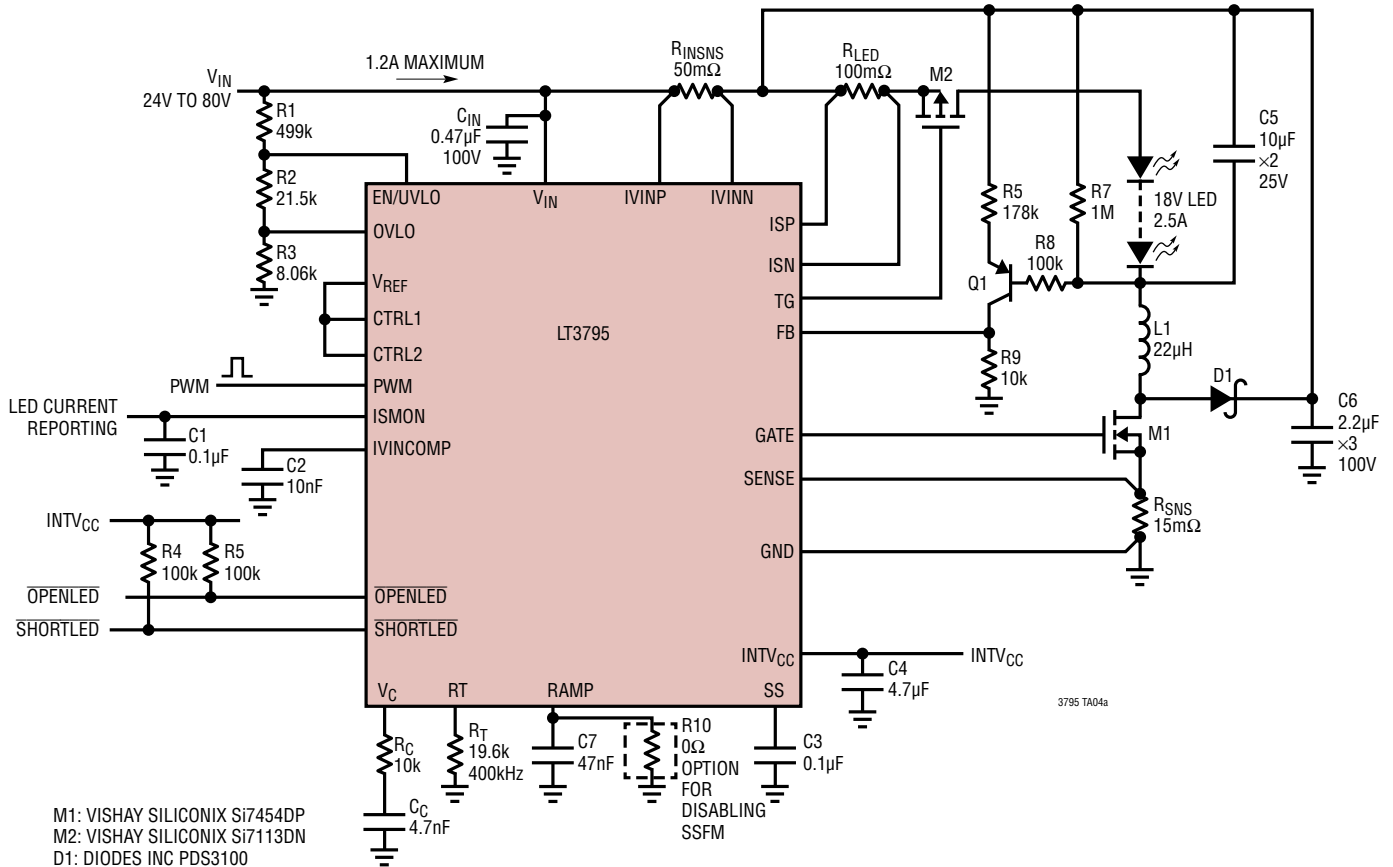 1.2A MAXIMUM
V_IN
24V TO 80V
R1
499k
R2
21.5k
R3
8.06k
C_IN
0.47µF
100V
R_INSNS
50mΩ
R_LED
100mΩ
M2
R5
178k
R7
1M
R8
100k
Q1
R9
10k
18V LED
2.5A
C5
10µF
×2
25V
L1
22µH
D1
C6
2.2µF
×3
100V
M1
R_SNS
15mΩ
EN/UVLO
V_IN
IVINP
IVINN
OVLO
V_REF
CTRL1
CTRL2
PWM
ISMON
IVINCOMP
OPENLED
SHORTLED
LT3795
ISP
ISN
TG
FB
GATE
SENSE
GND
INTV_CC
V_C
RT
RAMP
SS
PWM
LED CURRENT
REPORTING
C1
0.1µF
C2
10nF
INTV_CC
R4
100k
R5
100k
OPENLED
SHORTLED
INTV_CC
C4
4.7µF
R_C
10k
C_C
4.7nF
R_T
19.6k
400kHz
C7
47nF
R10
0Ω
OPTION
FOR
DISABLING
SSFM
C3
0.1µF
3795 TA04a
M1: VISHAY SILICONIX Si7454DP
M2: VISHAY SILICONIX Si7113DN
D1: DIODES INC PDS3100